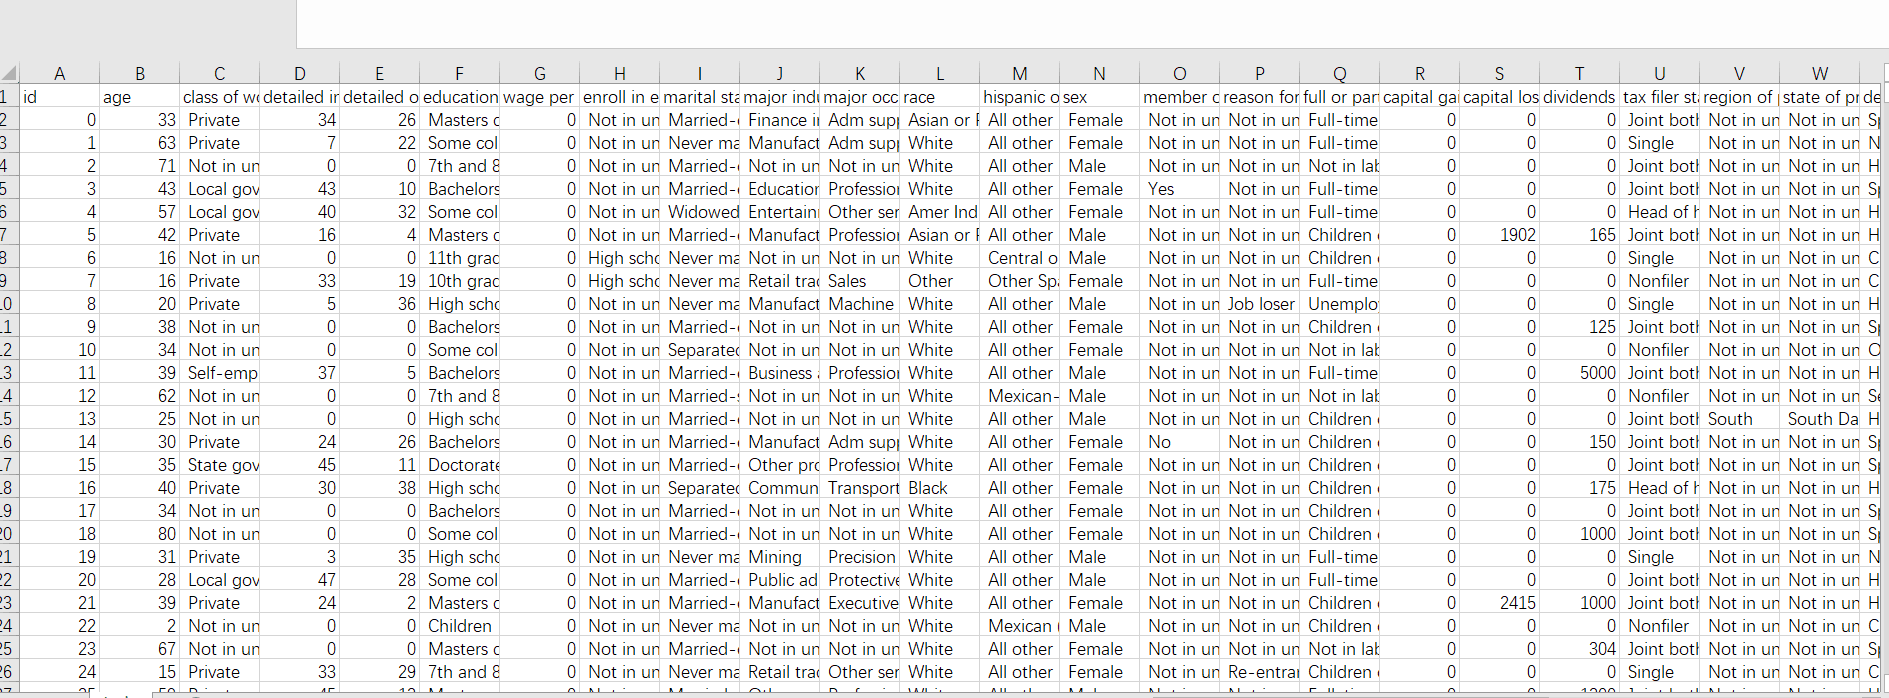 A B C D E F G H I J K L M N O P Q R S T U V W
1 id age class of wo detailed in detailed o education wage per enroll in e marital sta major indu major occ race hispanic o sex member o reason for full or part capital gai capital los dividends tax filer sta region of state of pr de
2 0 33 Private 34 26 Masters d 0 Not in un Married- Finance in Adm supp Asian or P All other Female Not in un Not in un Full-time 0 0 0 Joint both Not in un Not in un Sp
3 1 63 Private 7 22 Some col 0 Not in un Never ma Manufact Adm supp White All other Female Not in un Not in un Full-time 0 0 0 Single Not in un Not in un N
4 2 71 Not in un 0 0 7th and 8 0 Not in un Married- Not in un Not in un White All other Male Not in un Not in un Not in lab 0 0 0 Joint both Not in un Not in un H
5 3 43 Local gov 43 10 Bachelors 0 Not in un Married- Education Profession White All other Female Yes Not in un Full-time 0 0 0 Joint both Not in un Not in un Sp
6 4 57 Local gov 40 32 Some col 0 Not in un Widowed Entertain Other ser Amer Ind All other Female Not in un Not in un Full-time 0 0 0 Head of h Not in un Not in un H
7 5 42 Private 16 4 Masters d 0 Not in un Married- Manufact Profession Asian or P All other Male Not in un Not in un Children 0 1902 165 Joint both Not in un Not in un H
8 6 16 Not in un 0 0 11th grad 0 High scho Never ma Not in un Not in un White Central o Male Not in un Not in un Children 0 0 0 Single Not in un Not in un C
9 7 16 Private 33 19 10th grad 0 High scho Never ma Retail trad Sales Other Other Spa Female Not in un Not in un Full-time 0 0 0 Nonfiler Not in un Not in un C
10 8 20 Private 5 36 High scho 0 Not in un Never ma Manufact Machine White All other Male Not in un Job loser Unemplo 0 0 0 Single Not in un Not in un H
11 9 38 Not in un 0 0 Bachelors 0 Not in un Married- Not in un Not in un White All other Female Not in un Not in un Children 0 0 125 Joint both Not in un Not in un Sp
12 10 34 Not in un 0 0 Some col 0 Not in un Separated Not in un Not in un White All other Female Not in un Not in un Not in lab 0 0 0 Nonfiler Not in un Not in un O
13 11 39 Self-emp 37 5 Bachelors 0 Not in un Married- Business Profession White All other Male Not in un Not in un Full-time 0 0 5000 Joint both Not in un Not in un H
14 12 62 Not in un 0 0 7th and 8 0 Not in un Married-s Not in un Not in un White Mexican- Male Not in un Not in un Not in lab 0 0 0 Nonfiler Not in un Not in un Se
15 13 25 Not in un 0 0 High scho 0 Not in un Married- Not in un Not in un White All other Male Not in un Not in un Children 0 0 0 Joint both South South Da H
16 14 30 Private 24 26 Bachelors 0 Not in un Married- Manufact Adm supp White All other Female No Not in un Children 0 0 150 Joint both Not in un Not in un Sp
17 15 35 State gov 45 11 Doctorate 0 Not in un Married- Other pro Profession White All other Female Not in un Not in un Children 0 0 0 Joint both Not in un Not in un Sp
18 16 40 Private 30 38 High scho 0 Not in un Separated Commun Transport Black All other Female Not in un Not in un Children 0 0 175 Head of h Not in un Not in un H
19 17 34 Not in un 0 0 Bachelors 0 Not in un Married- Not in un Not in un White All other Female Not in un Not in un Children 0 0 0 Joint both Not in un Not in un Sp
20 18 80 Not in un 0 0 Some col 0 Not in un Married- Not in un Not in un White All other Female Not in un Not in un Children 0 0 1000 Joint both Not in un Not in un Sp
21 19 31 Private 3 35 High scho 0 Not in un Never ma Mining Precision White All other Male Not in un Not in un Full-time 0 0 0 Single Not in un Not in un N
22 20 28 Local gov 47 28 Some col 0 Not in un Married- Public ad Protective White All other Male Not in un Not in un Full-time 0 0 0 Joint both Not in un Not in un H
23 21 39 Private 24 2 Masters d 0 Not in un Married- Manufact Executive White All other Female Not in un Not in un Children 0 2415 1000 Joint both Not in un Not in un H
24 22 2 Not in un 0 0 Children 0 Not in un Never ma Not in un Not in un White Mexican ( Male Not in un Not in un Children 0 0 0 Nonfiler Not in un Not in un C
25 23 67 Not in un 0 0 Masters d 0 Not in un Married- Not in un Not in un White All other Female Not in un Not in un Not in lab 0 0 304 Joint both Not in un Not in un Sp
26 24 15 Private 33 29 7th and 8 0 Not in un Never ma Retail trad Other ser White All other Female Not in un Re-entran Children 0 0 0 Single Not in un Not in un C